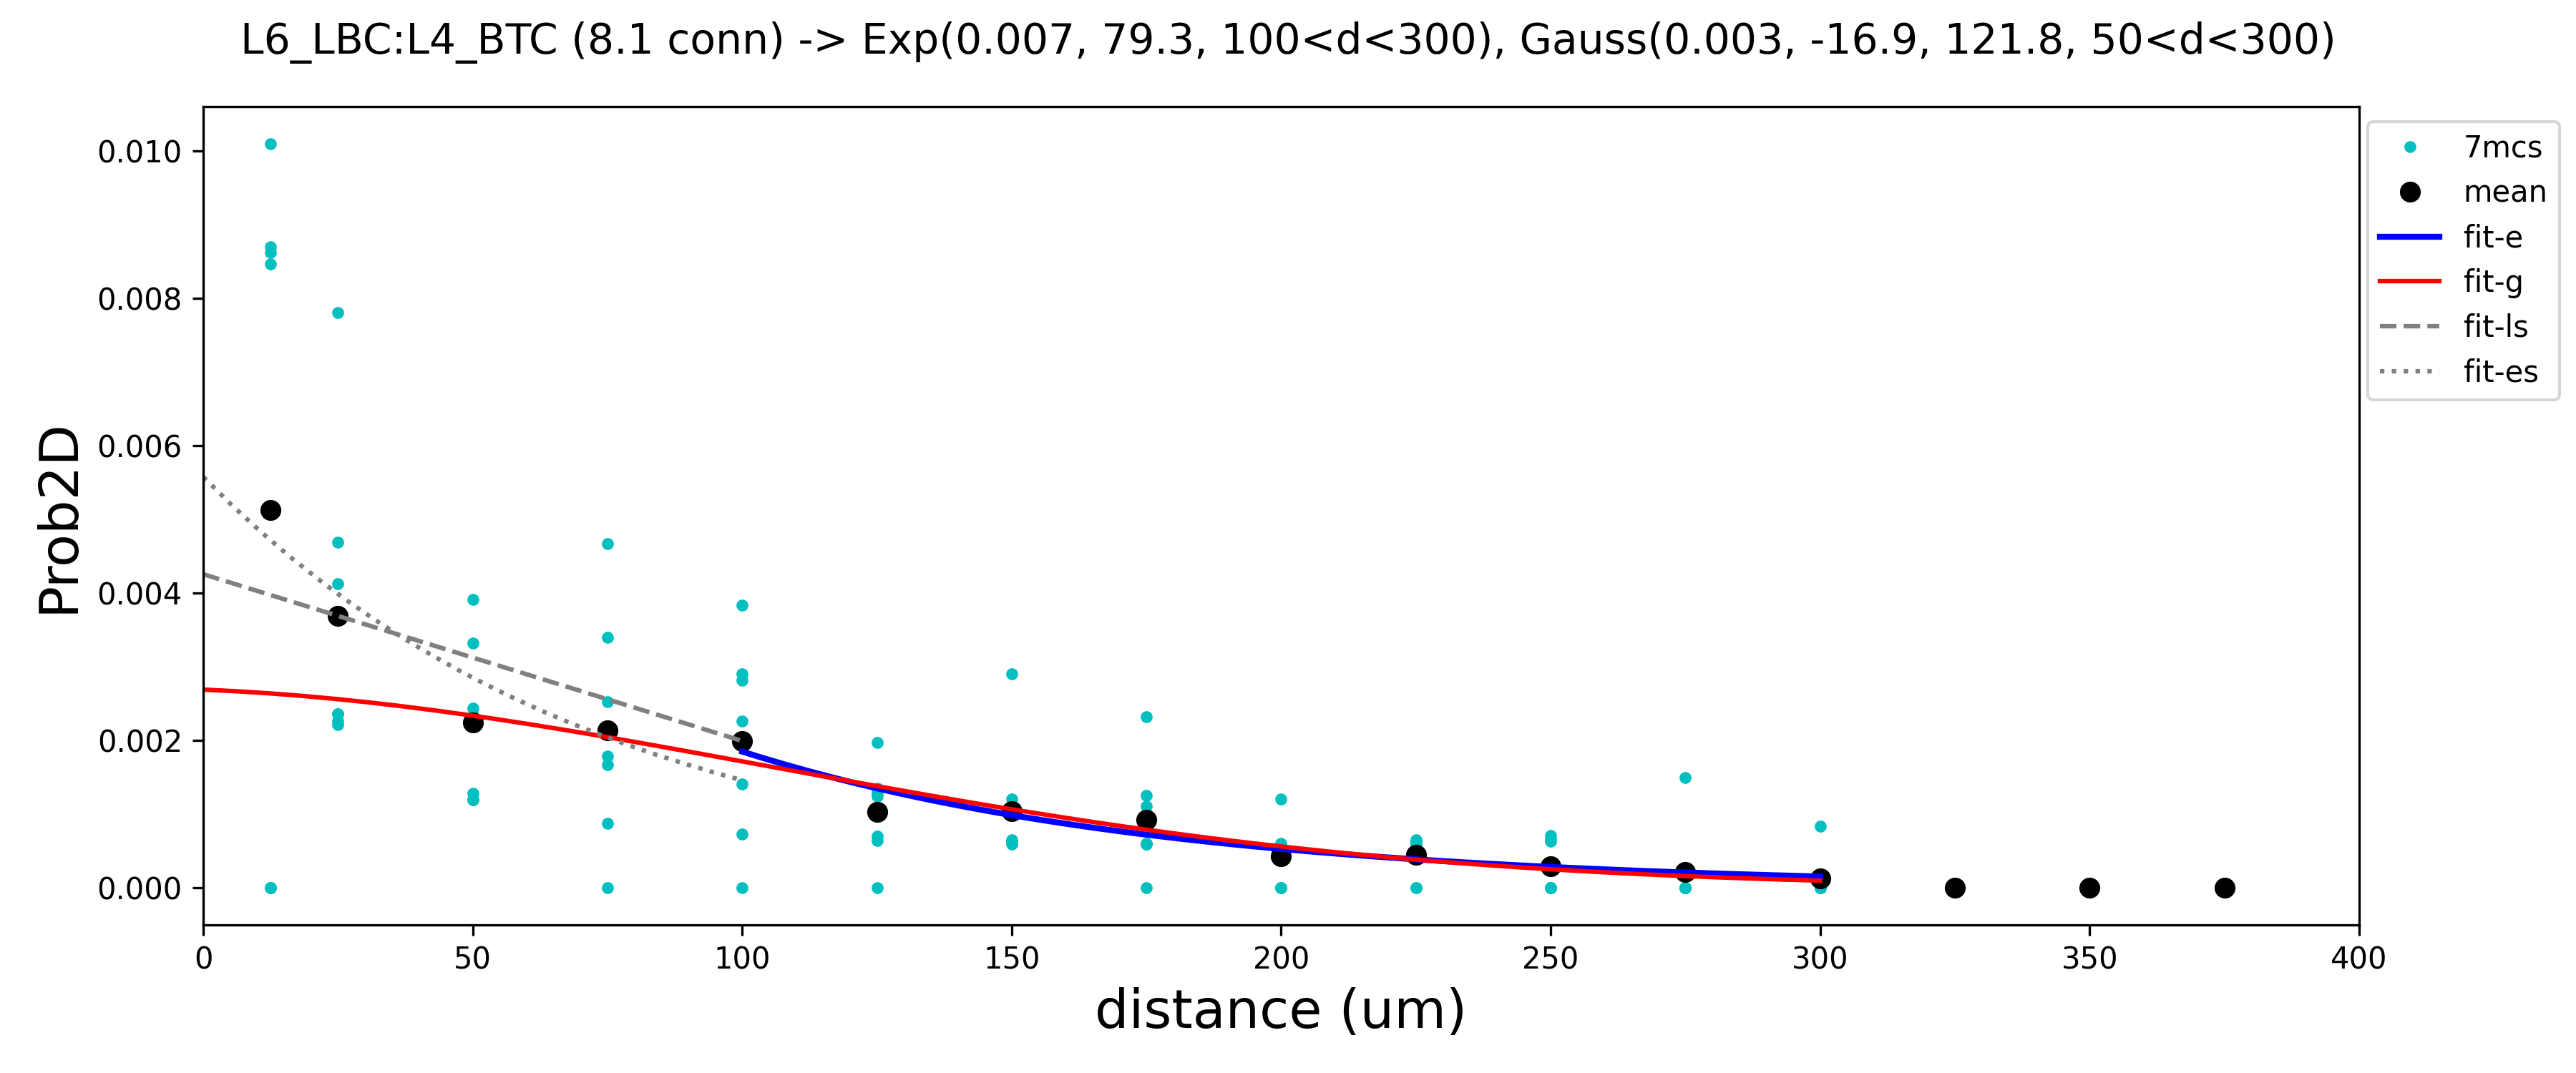 L6_LBC:L4_BTC (8.1 conn) -> Exp(0.007, 79.3, 100<d<300), Gauss(0.003, -16.9, 121.8, 50<d<300)
7mcs
mean
fit-e
fit-g
fit-ls
fit-es
Prob2D
0.010
0.008
0.006
0.004
0.002
0.000
0 50 100 150 200 250 300 350 400
distance (um)